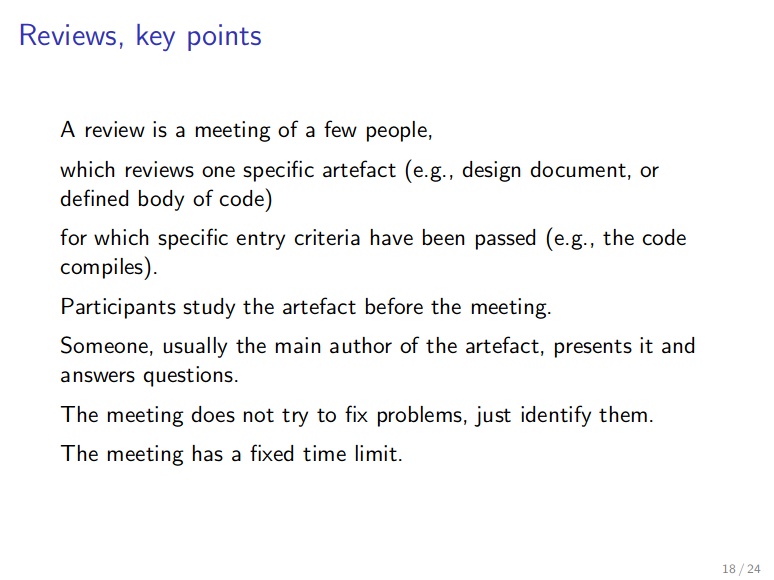 Reviews, key points
A review is a meeting of a few people,
which reviews one specific artefact (e.g., design document, or
defined body of code)
for which specific entry criteria have been passed (e.g., the code
compiles).
Participants study the artefact before the meeting.
Someone, usually the main author of the artefact, presents it and
answers questions.
The meeting does not try to fix problems, just identify them.
The meeting has a fixed time limit.
18 / 24